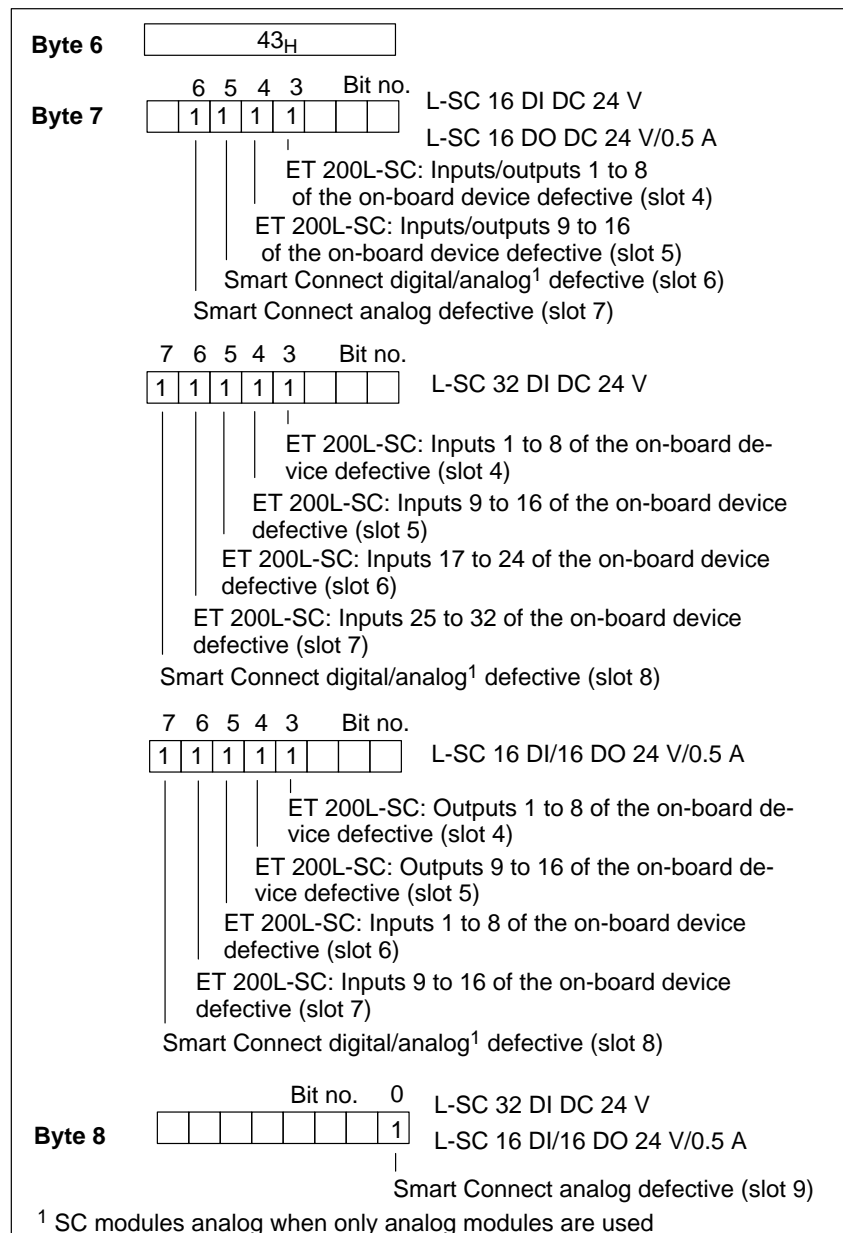 Byte 6 43H
6 5 4 3 Bit no.
L-SC 16 DI DC 24 V
Byte 7 1 1 1 1
L-SC 16 DO DC 24 V/0.5 A
ET 200L-SC: Inputs/outputs 1 to 8
of the on-board device defective (slot 4)
ET 200L-SC: Inputs/outputs 9 to 16
of the on-board device defective (slot 5)
Smart Connect digital/analog1 defective (slot 6)
Smart Connect analog defective (slot 7)
7 6 5 4 3 Bit no.
1 1 1 1 1 L-SC 32 DI DC 24 V
ET 200L-SC: Inputs 1 to 8 of the on-board de-
vice defective (slot 4)
ET 200L-SC: Inputs 9 to 16 of the on-board device
defective (slot 5)
ET 200L-SC: Inputs 17 to 24 of the on-board device
defective (slot 6)
ET 200L-SC: Inputs 25 to 32 of the on-board device
defective (slot 7)
Smart Connect digital/analog1 defective (slot 8)
7 6 5 4 3 Bit no.
1 1 1 1 1 L-SC 16 DI/16 DO 24 V/0.5 A
ET 200L-SC: Outputs 1 to 8 of the on-board de-
vice defective (slot 4)
ET 200L-SC: Outputs 9 to 16 of the on-board de-
vice defective (slot 5)
ET 200L-SC: Inputs 1 to 8 of the on-board device
defective (slot 6)
ET 200L-SC: Inputs 9 to 16 of the on-board device
defective (slot 7)
Smart Connect digital/analog1 defective (slot 8)
Bit no. 0
L-SC 32 DI DC 24 V
Byte 8 1 L-SC 16 DI/16 DO 24 V/0.5 A
Smart Connect analog defective (slot 9)
1 SC modules analog when only analog modules are used